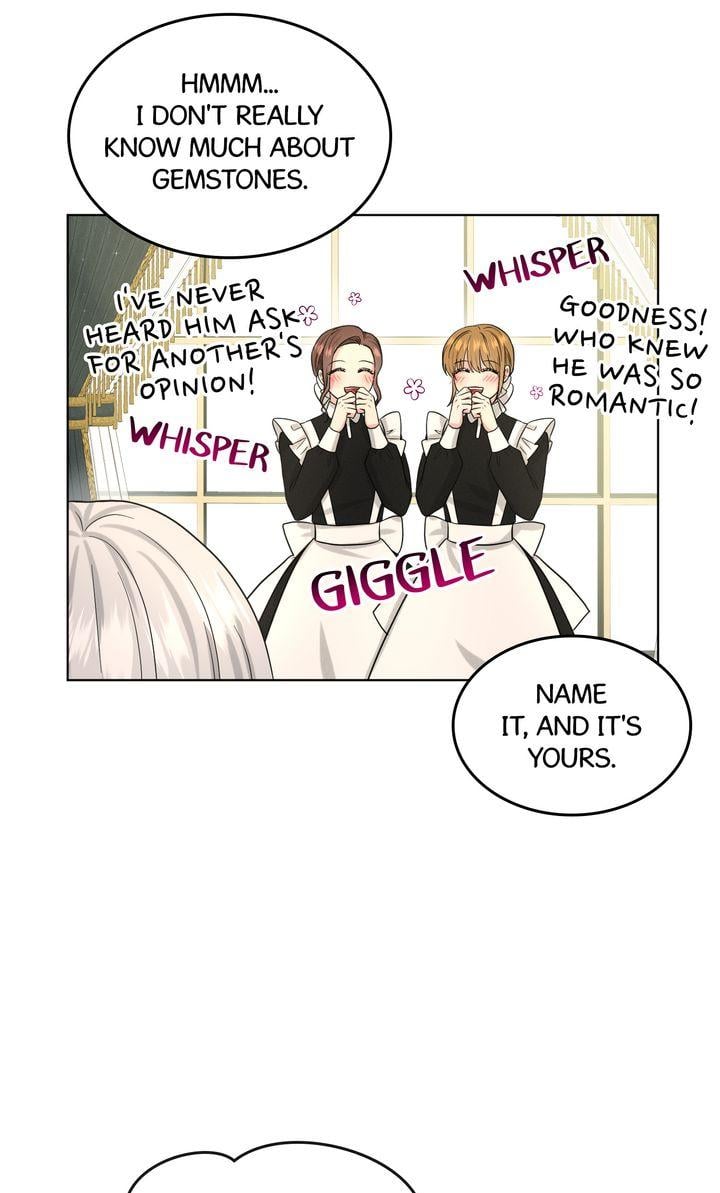 HMMM...
I DON'T REALLY
KNOW MUCH ABOUT
GEMSTONES.
I'VE NEVER
HEARD HIM ASK
FOR ANOTHER'S
OPINION!
WHISPER
WHISPER
GOODNESS!
WHO KNEW
HE WAS SO
ROMANTIC!
GIGGLE
NAME
IT, AND IT'S
YOURS.